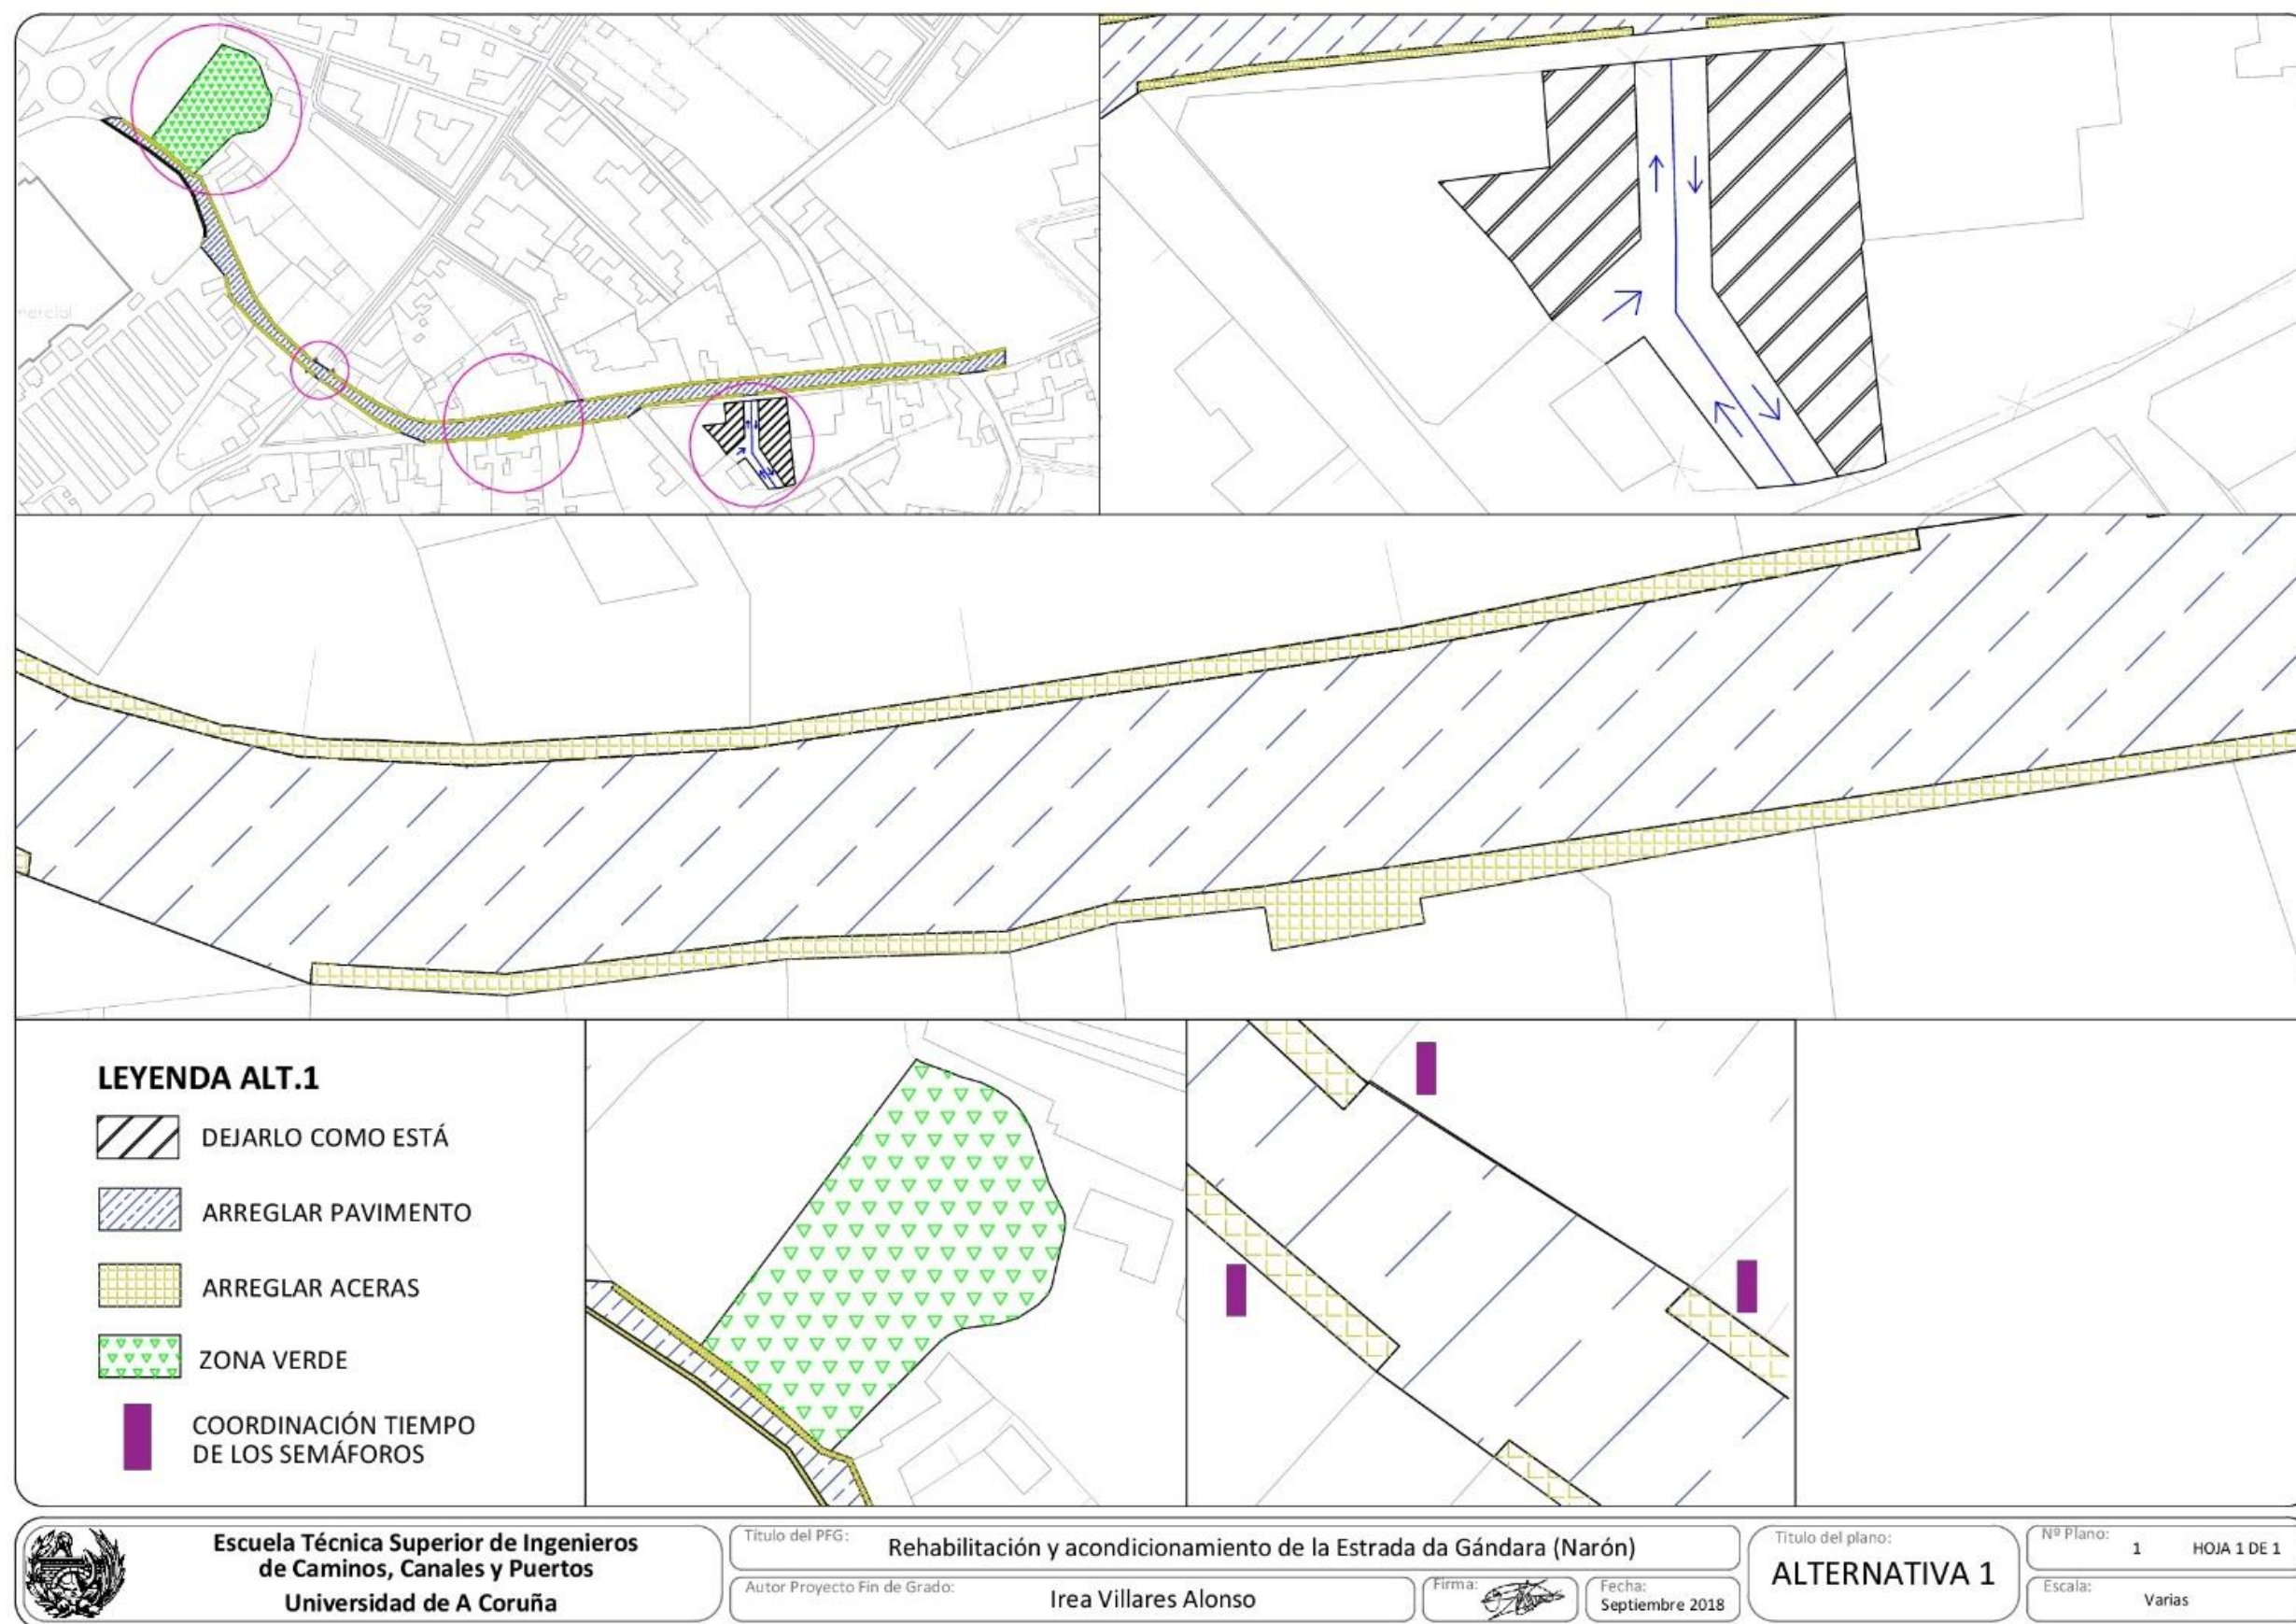 LEYENDA ALT.1
DEJARLO COMO ESTÁ
ARREGLAR PAVIMENTO
ARREGLAR ACERAS
ZONA VERDE
COORDINACIÓN TIEMPO
DE LOS SEMÁFOROS
Escuela Técnica Superior de Ingenieros
de Caminos, Canales y Puertos
Universidad de A Coruña
Título del PFG:
Rehabilitación y acondicionamiento de la Estrada da Gándara (Narón)
Autor Proyecto Fin de Grado:
Irea Villares Alonso
Firma:
Fecha:
Septiembre 2018
Título del plano:
ALTERNATIVA 1
Nº Plano:
1 HOJA 1 DE 1
Escala:
Varias